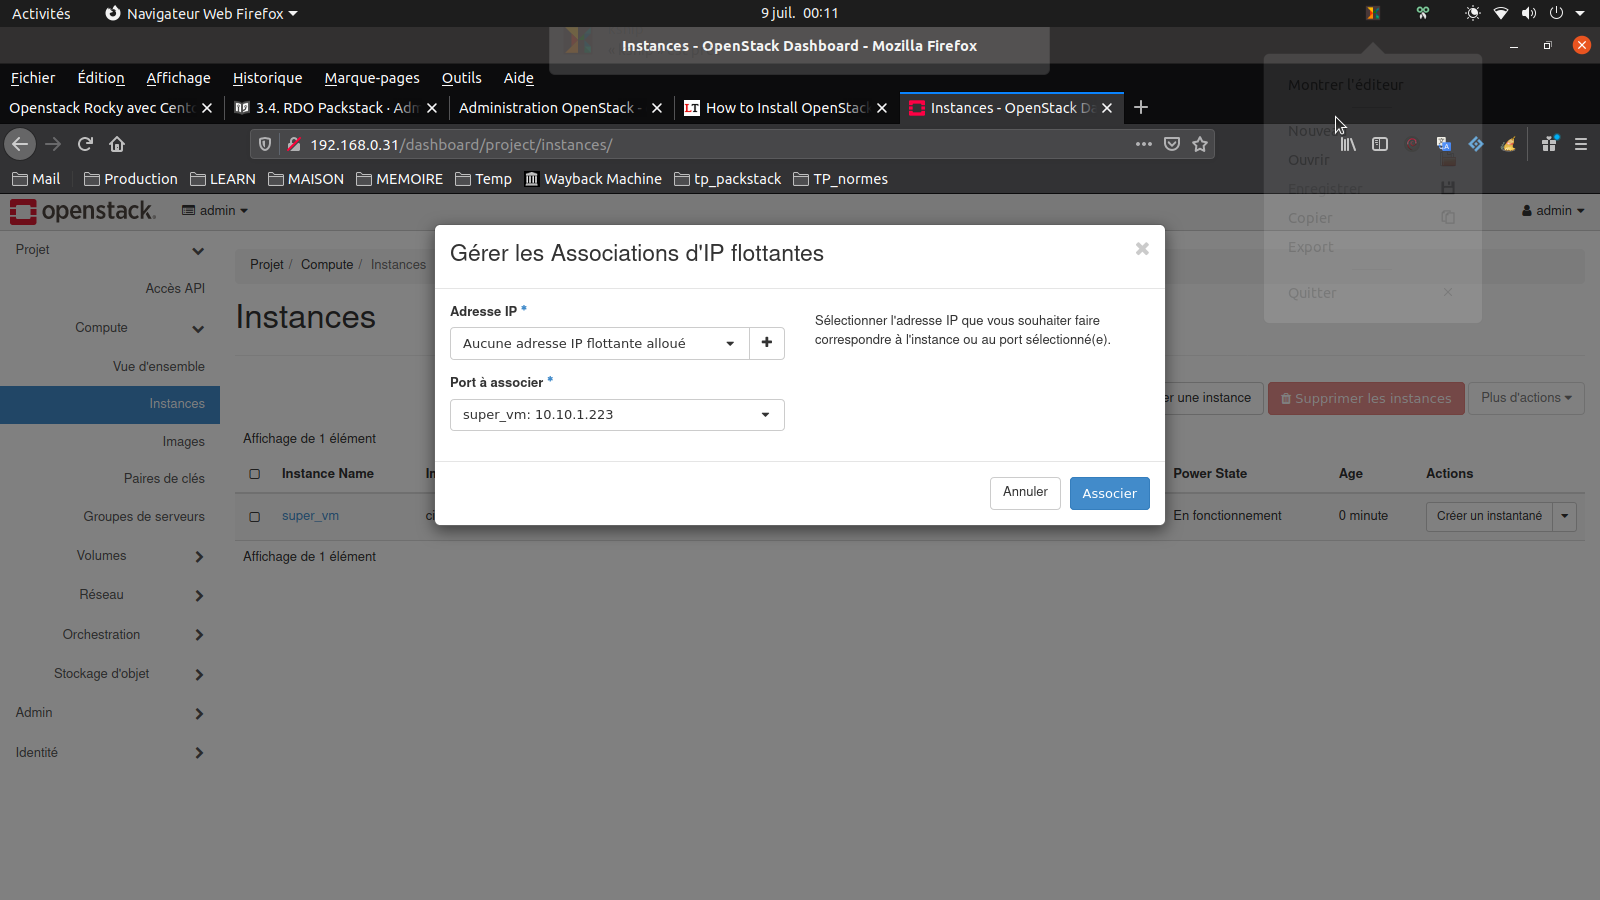 Activités
Navigateur Web Firefox
9 juil. 00:11
Instances - OpenStack Dashboard - Mozilla Firefox
Fichier Édition Affichage Historique Marque-pages Outils Aide
Openstack Rocky avec Cent
3.4. RDO Packstack · Adm
Administration OpenStack -
How to Install OpenStack
Instances - OpenStack Da
192.168.0.31/dashboard/project/instances/
Mail Production LEARN MAISON MEMOIRE Temp Wayback Machine tp_packstack TP_normes
Montrer l'éditeur
Ouvrir
Enregistrer
Copier
Export
Quitter
openstack.
admin
admin
Projet
Accès API
Compute
Vue d'ensemble
Instances
Images
Paires de clés
Groupes de serveurs
Volumes
Réseau
Orchestration
Stockage d'objet
Admin
Identité
Projet / Compute / Instances
Instances
er une instance
Supprimer les instances
Plus d'actions
Affichage de 1 élément
Instance Name
Power State Age Actions
super_vm
En fonctionnement 0 minute Créer un instantané
Affichage de 1 élément
Gérer les Associations d'IP flottantes
Adresse IP *
Aucune adresse IP flottante alloué
Port à associer *
super_vm: 10.10.1.223
Sélectionner l'adresse IP que vous souhaiter faire
correspondre à l'instance ou au port sélectionné(e).
Annuler
Associer